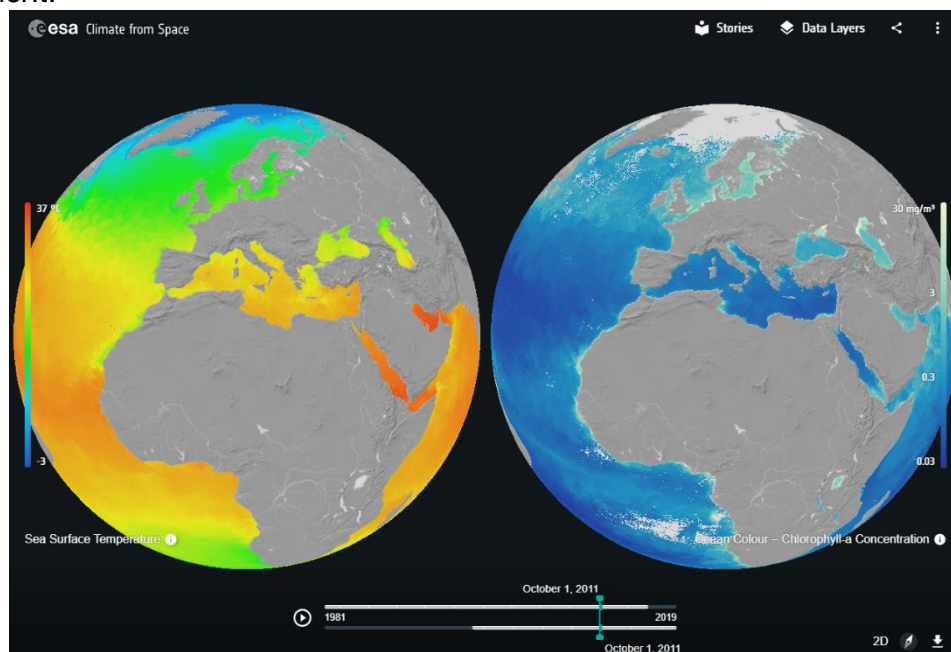 esa Climate from Space
Stories
Data Layers
37 ºC
-3
30 mg/m³
3
0.3
0.03
Sea Surface Temperature
Ocean Colour – Chlorophyll-a Concentration
October 1, 2011
1981
2019
October 1, 2011
2D